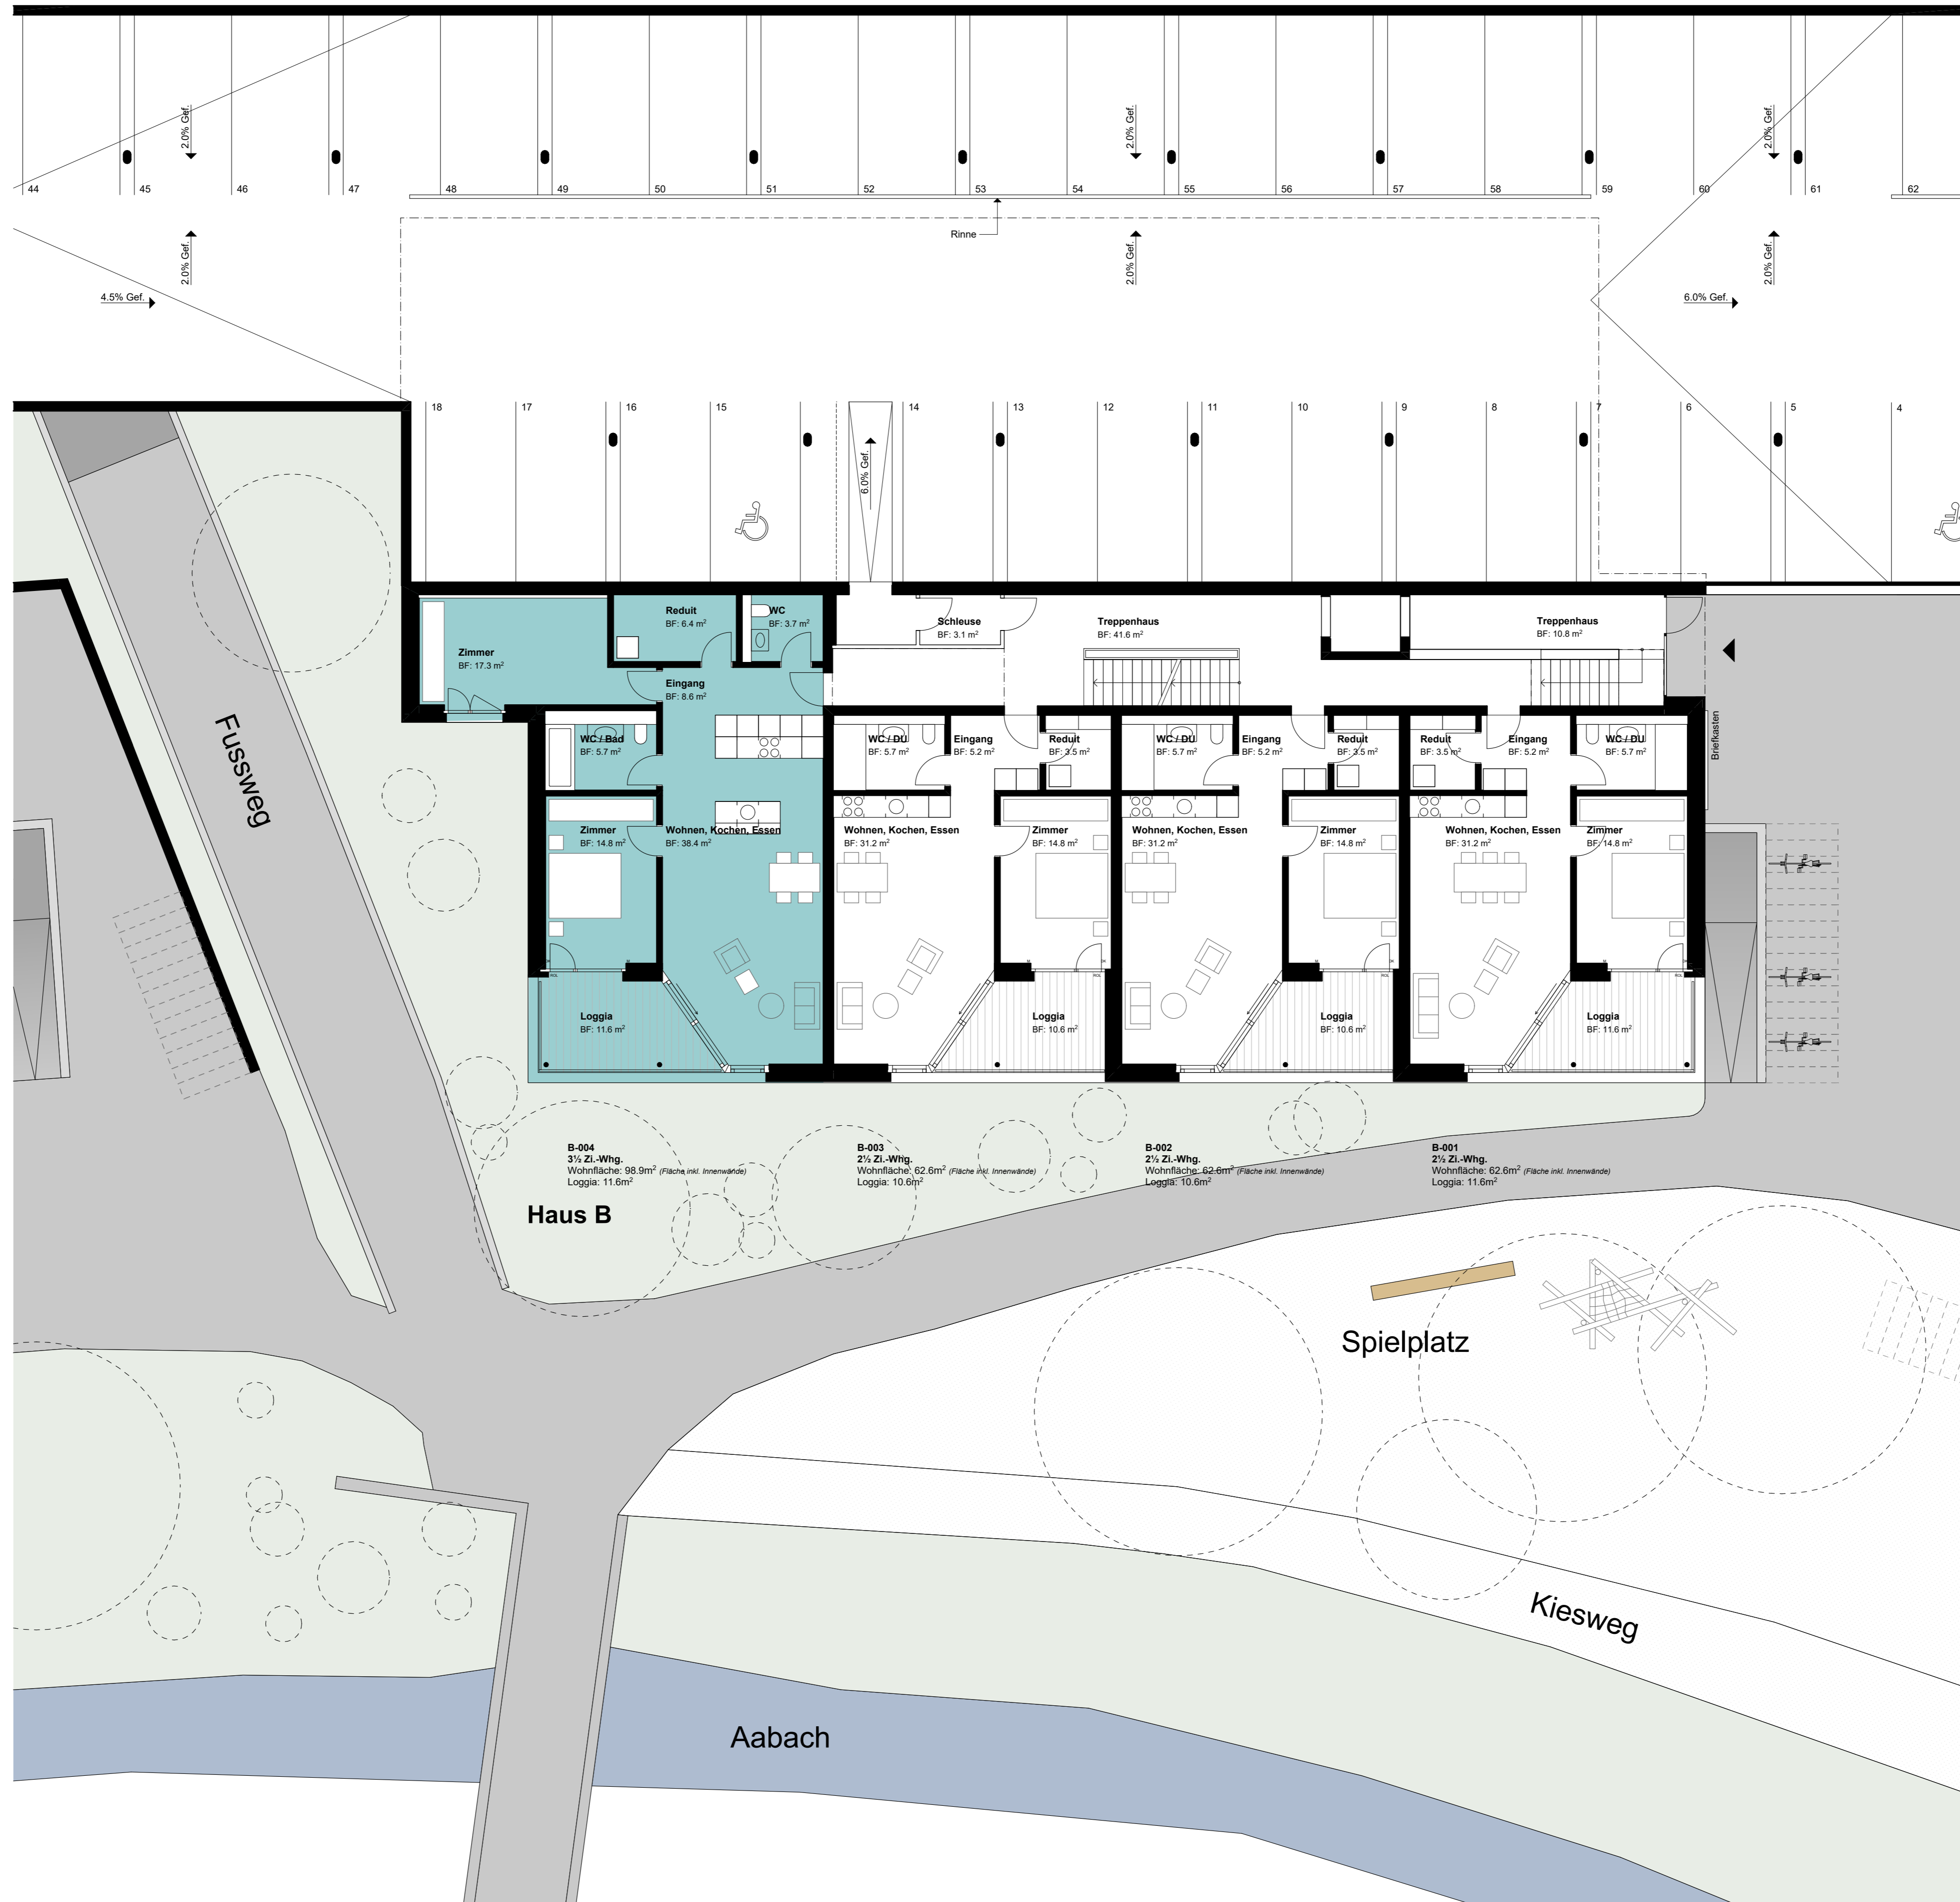 2.0% Gef.
2.0% Gef.
2.0% Gef.
44
45
46
47
48
49
50
51
52
53
54
55
56
57
58
59
60
61
62
Rinne
2.0% Gef.
2.0% Gef.
2.0% Gef.
4.5% Gef.
6.0% Gef.
18
17
16
15
14
13
12
11
10
9
8
7
6
5
4
6.0% Gef.
Reduit
BF: 6.4 m²
WC
BF: 3.7 m²
Schleuse
BF: 3.1 m²
Treppenhaus
BF: 41.6 m²
Treppenhaus
BF: 10.8 m²
Zimmer
BF: 17.3 m²
Eingang
BF: 8.6 m²
Fussweg
WC / Bad
BF: 5.7 m²
WC / DU
BF: 5.7 m²
Eingang
BF: 5.2 m²
Reduit
BF: 3.5 m²
WC / DU
BF: 5.7 m²
Eingang
BF: 5.2 m²
Reduit
BF: 3.5 m²
Reduit
BF: 3.5 m²
Eingang
BF: 5.2 m²
WC / DU
BF: 5.7 m²
Briefkasten
Zimmer
BF: 14.8 m²
Wohnen, Kochen, Essen
BF: 38.4 m²
Wohnen, Kochen, Essen
BF: 31.2 m²
Zimmer
BF: 14.8 m²
Wohnen, Kochen, Essen
BF: 31.2 m²
Zimmer
BF: 14.8 m²
Wohnen, Kochen, Essen
BF: 31.2 m²
Zimmer
BF: 14.8 m²
ROL
ROL
ROL
ROL
Loggia
BF: 11.6 m²
Loggia
BF: 10.6 m²
Loggia
BF: 10.6 m²
Loggia
BF: 11.6 m²
B-004
3½ Zi.-Whg.
Wohnfläche: 98.9m² (Fläche inkl. Innenwände)
Loggia: 11.6m²
B-003
2½ Zi.-Whg.
Wohnfläche: 62.6m² (Fläche inkl. Innenwände)
Loggia: 10.6m²
B-002
2½ Zi.-Whg.
Wohnfläche: 62.6m² (Fläche inkl. Innenwände)
Loggia: 10.6m²
B-001
2½ Zi.-Whg.
Wohnfläche: 62.6m² (Fläche inkl. Innenwände)
Loggia: 11.6m²
Haus B
Spielplatz
Kiesweg
Aabach